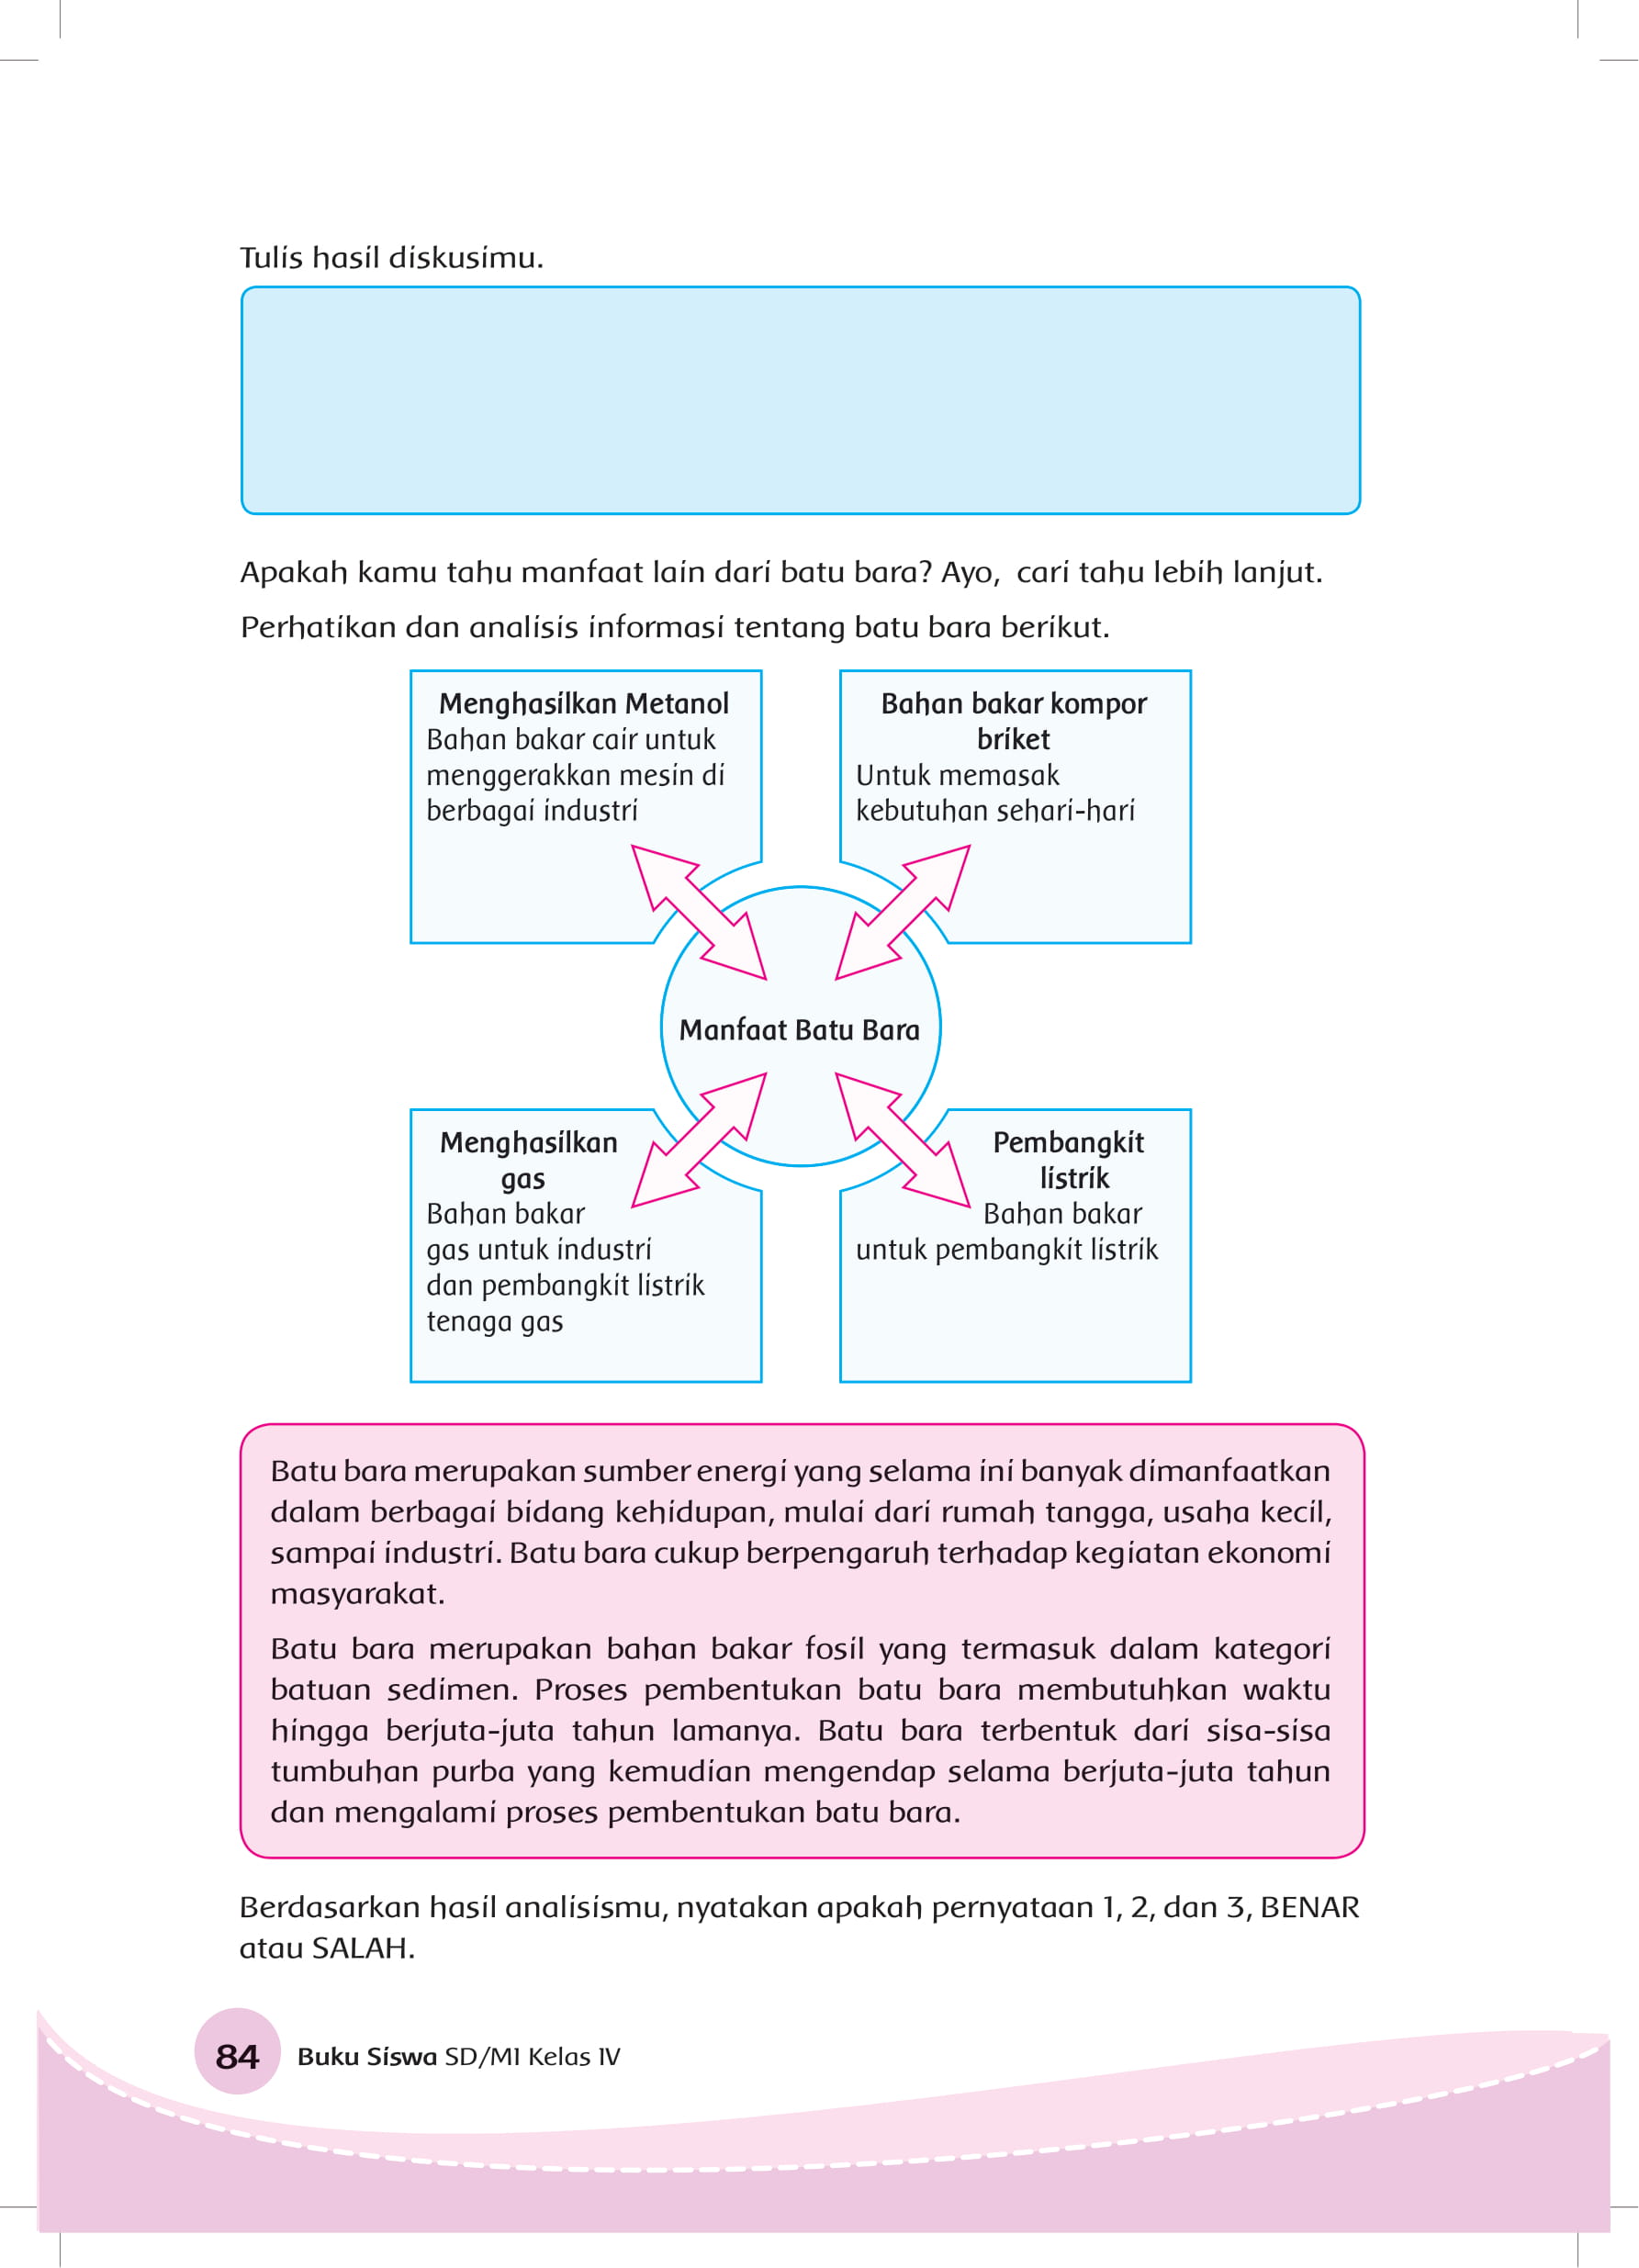 Tulis hasil diskusimu.
Apakah kamu tahu manfaat lain dari batu bara? Ayo, cari tahu lebih lanjut.
Perhatikan dan analisis informasi tentang batu bara berikut.
Menghasilkan Metanol
Bahan bakar cair untuk
menggerakkan mesin di
berbagai industri
Bahan bakar kompor
briket
Untuk memasak
kebutuhan sehari-hari
Manfaat Batu Bara
Menghasilkan
gas
Bahan bakar
gas untuk industri
dan pembangkit listrik
tenaga gas
Pembangkit
listrik
Bahan bakar
untuk pembangkit listrik
Batu bara merupakan sumber energi yang selama ini banyak dimanfaatkan
dalam berbagai bidang kehidupan, mulai dari rumah tangga, usaha kecil,
sampai industri. Batu bara cukup berpengaruh terhadap kegiatan ekonomi
masyarakat.
Batu bara merupakan bahan bakar fosil yang termasuk dalam kategori
batuan sedimen. Proses pembentukan batu bara membutuhkan waktu
hingga berjuta-juta tahun lamanya. Batu bara terbentuk dari sisa-sisa
tumbuhan purba yang kemudian mengendap selama berjuta-juta tahun
dan mengalami proses pembentukan batu bara.
Berdasarkan hasil analisismu, nyatakan apakah pernyataan 1, 2, dan 3, BENAR
atau SALAH.
84 Buku Siswa SD/MI Kelas IV